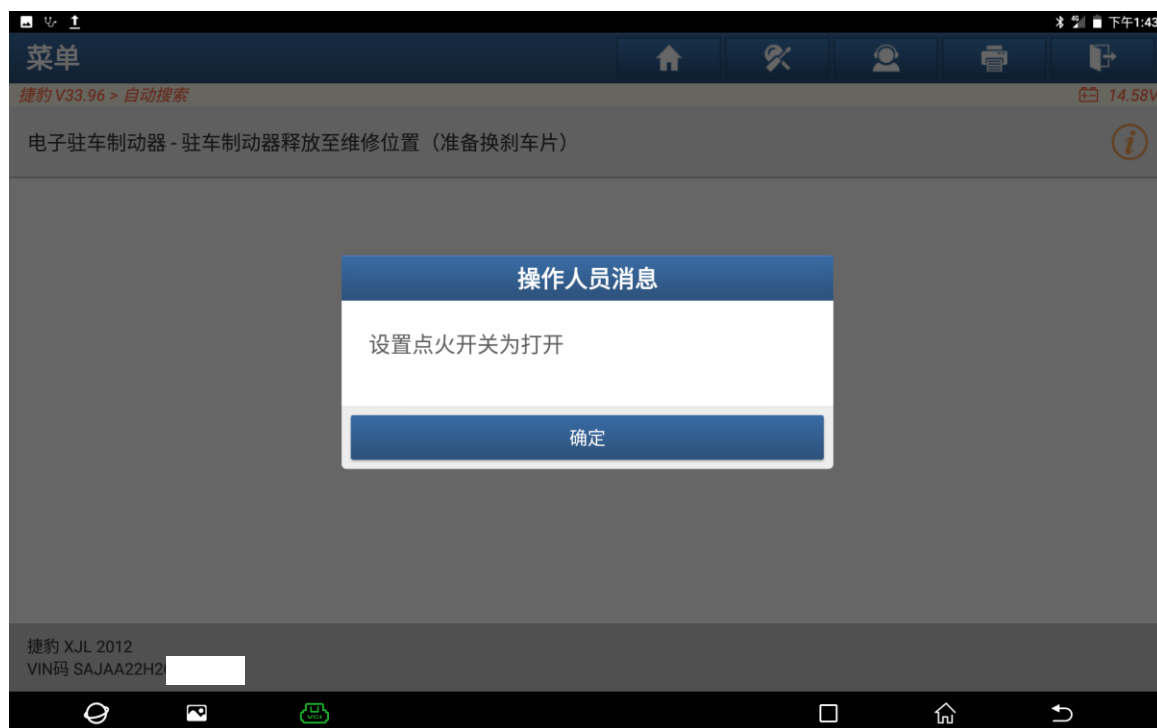 4G 下午1:43
菜单
捷豹 V33.96 > 自动搜索 14.58V
电子驻车制动器 - 驻车制动器释放至维修位置（准备换刹车片）
操作人员消息
设置点火开关为打开
确定
捷豹 XJL 2012
VIN码 SAJAA22H2
VCI